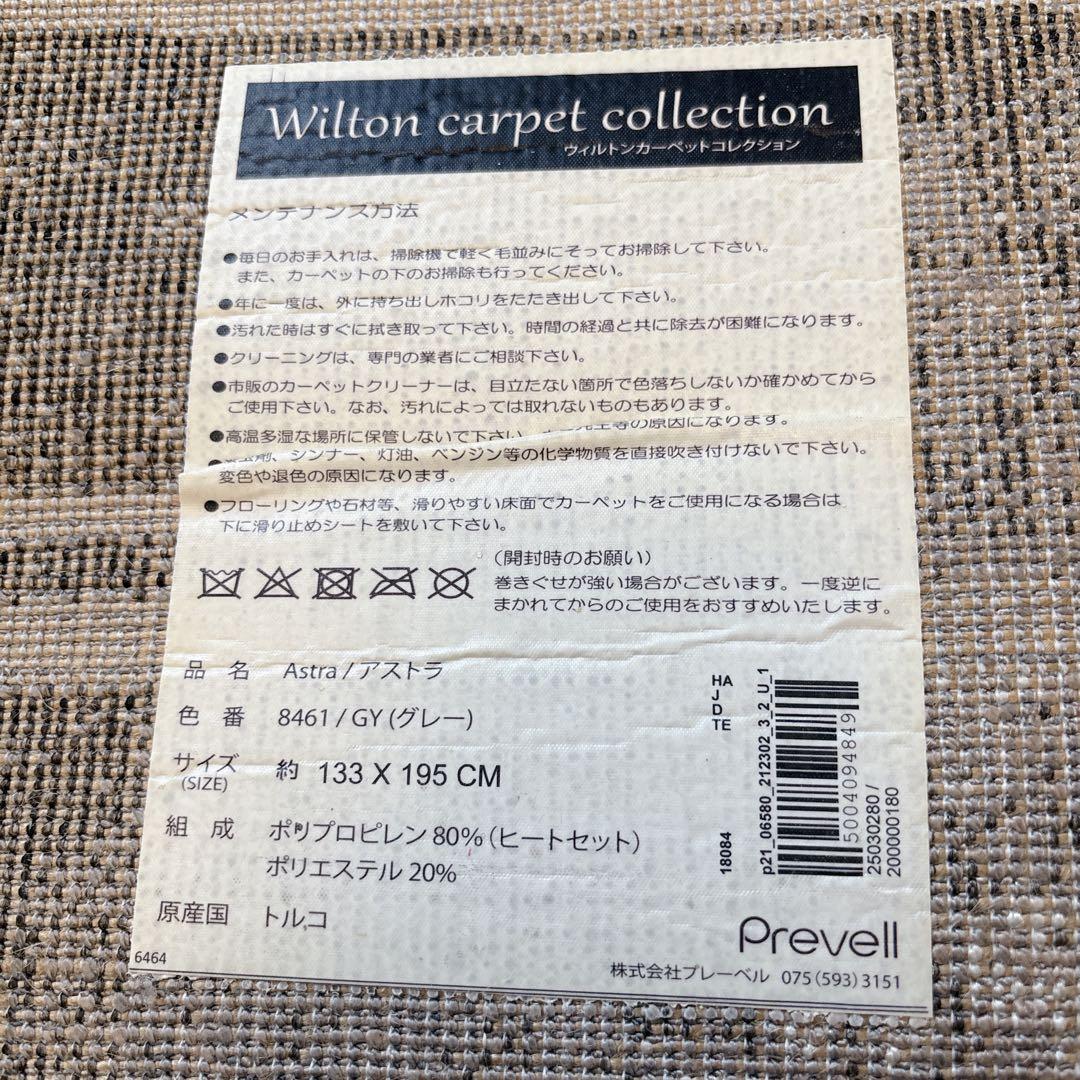 Wilton carpet collection
ウィルトンカーペットコレクション
メンテナンス方法
●毎日のお手入れは、掃除機で軽く毛並みにそってお掃除して下さい。
また、カーペットの下のお掃除も行ってください。
●年に一度は、外に持ち出しホコリをたたき出して下さい。
●汚れた時はすぐに拭き取って下さい。時間の経過と共に除去が困難になります。
●クリーニングは、専門の業者にご相談下さい。
●市販のカーペットクリーナーは、目立たない箇所で色落ちしないか確かめてから
ご使用下さい。なお、汚れによっては取れないものもあります。
●高温多湿な場所に保管しないで下さい 等の原因になります。
● シンナー、灯油、ベンジン等の化学物質を直接吹き付けないで下さい。
変色や退色の原因になります。
●フローリングや石材等、滑りやすい床面でカーペットをご使用になる場合は
下に滑り止めシートを敷いて下さい。
(開封時のお願い)
巻きぐせが強い場合がございます。一度逆に
まかれてからのご使用をおすすめいたします。
品 名 Astra / アストラ
色 番 8461 / GY (グレー)
サイズ 約 133 X 195 CM
(SIZE)
組 成 ポリプロピレン 80% (ヒートセット)
ポリエステル 20%
原産国 トルコ
HA
J
D
TE
18084
p21_06580_212302_3_2_U_1
5004094849
25030280 /
200000180
Prevell
株式会社プレーベル 075 (593) 3151
6464